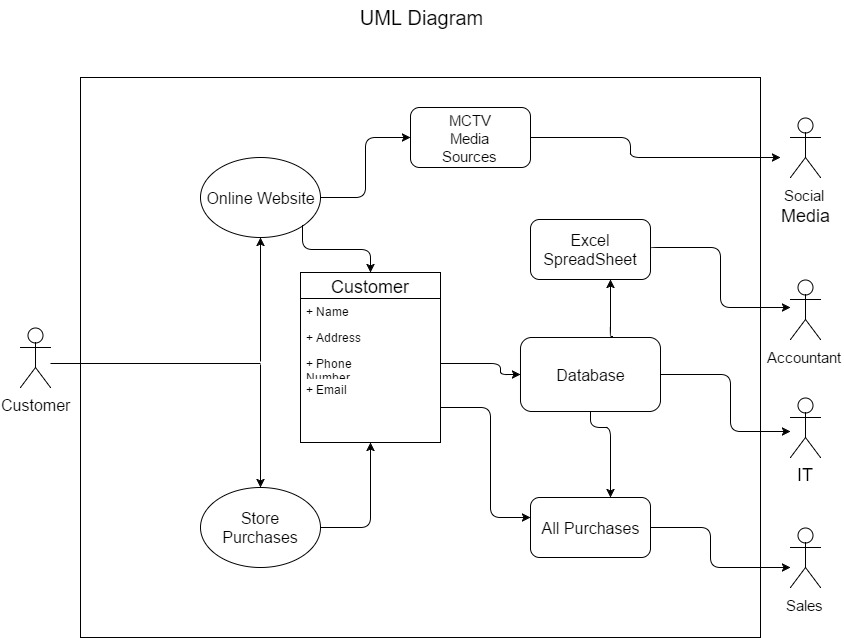 UML Diagram
MCTV
Media
Sources
Online Website
Social
Media
Excel
SpreadSheet
Customer
+ Name
+ Address
+ Phone
Number
+ Email
Customer
Database
Accountant
IT
Store
Purchases
All Purchases
Sales